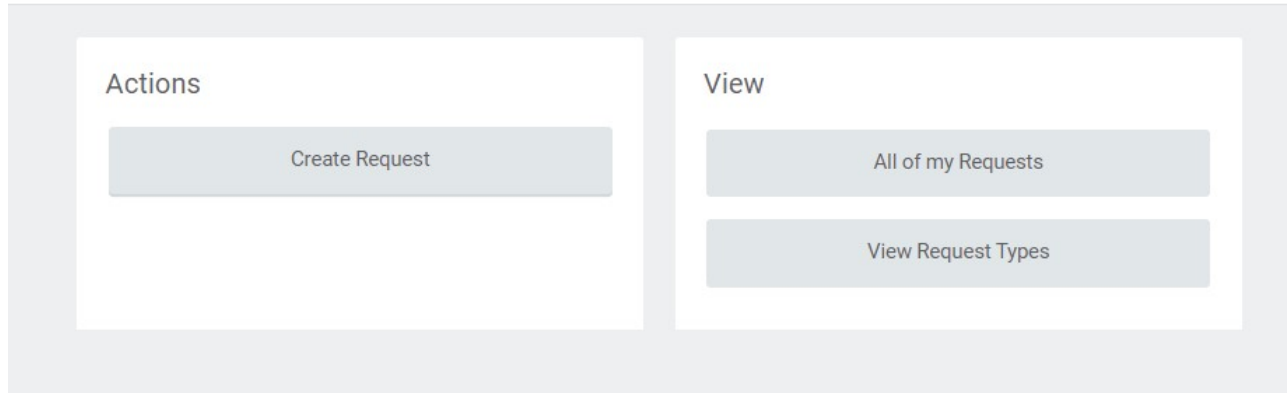 Actions
Create Request
View
All of my Requests
View Request Types